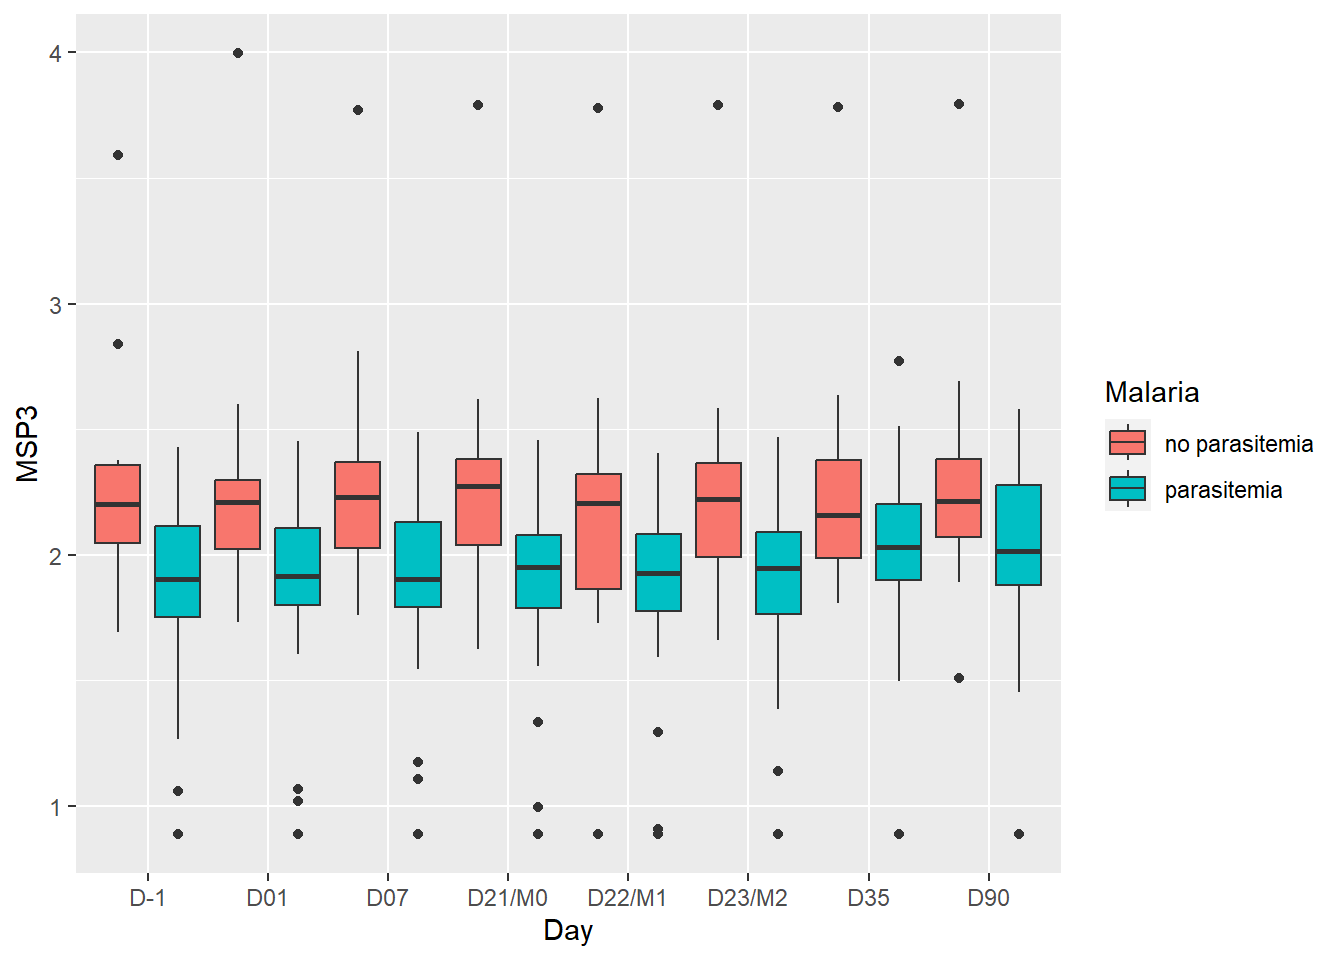 4
3
2
1
MSP3
D-1 D01 D07 D21/M0 D22/M1 D23/M2 D35 D90
Day
Malaria
no parasitemia
parasitemia